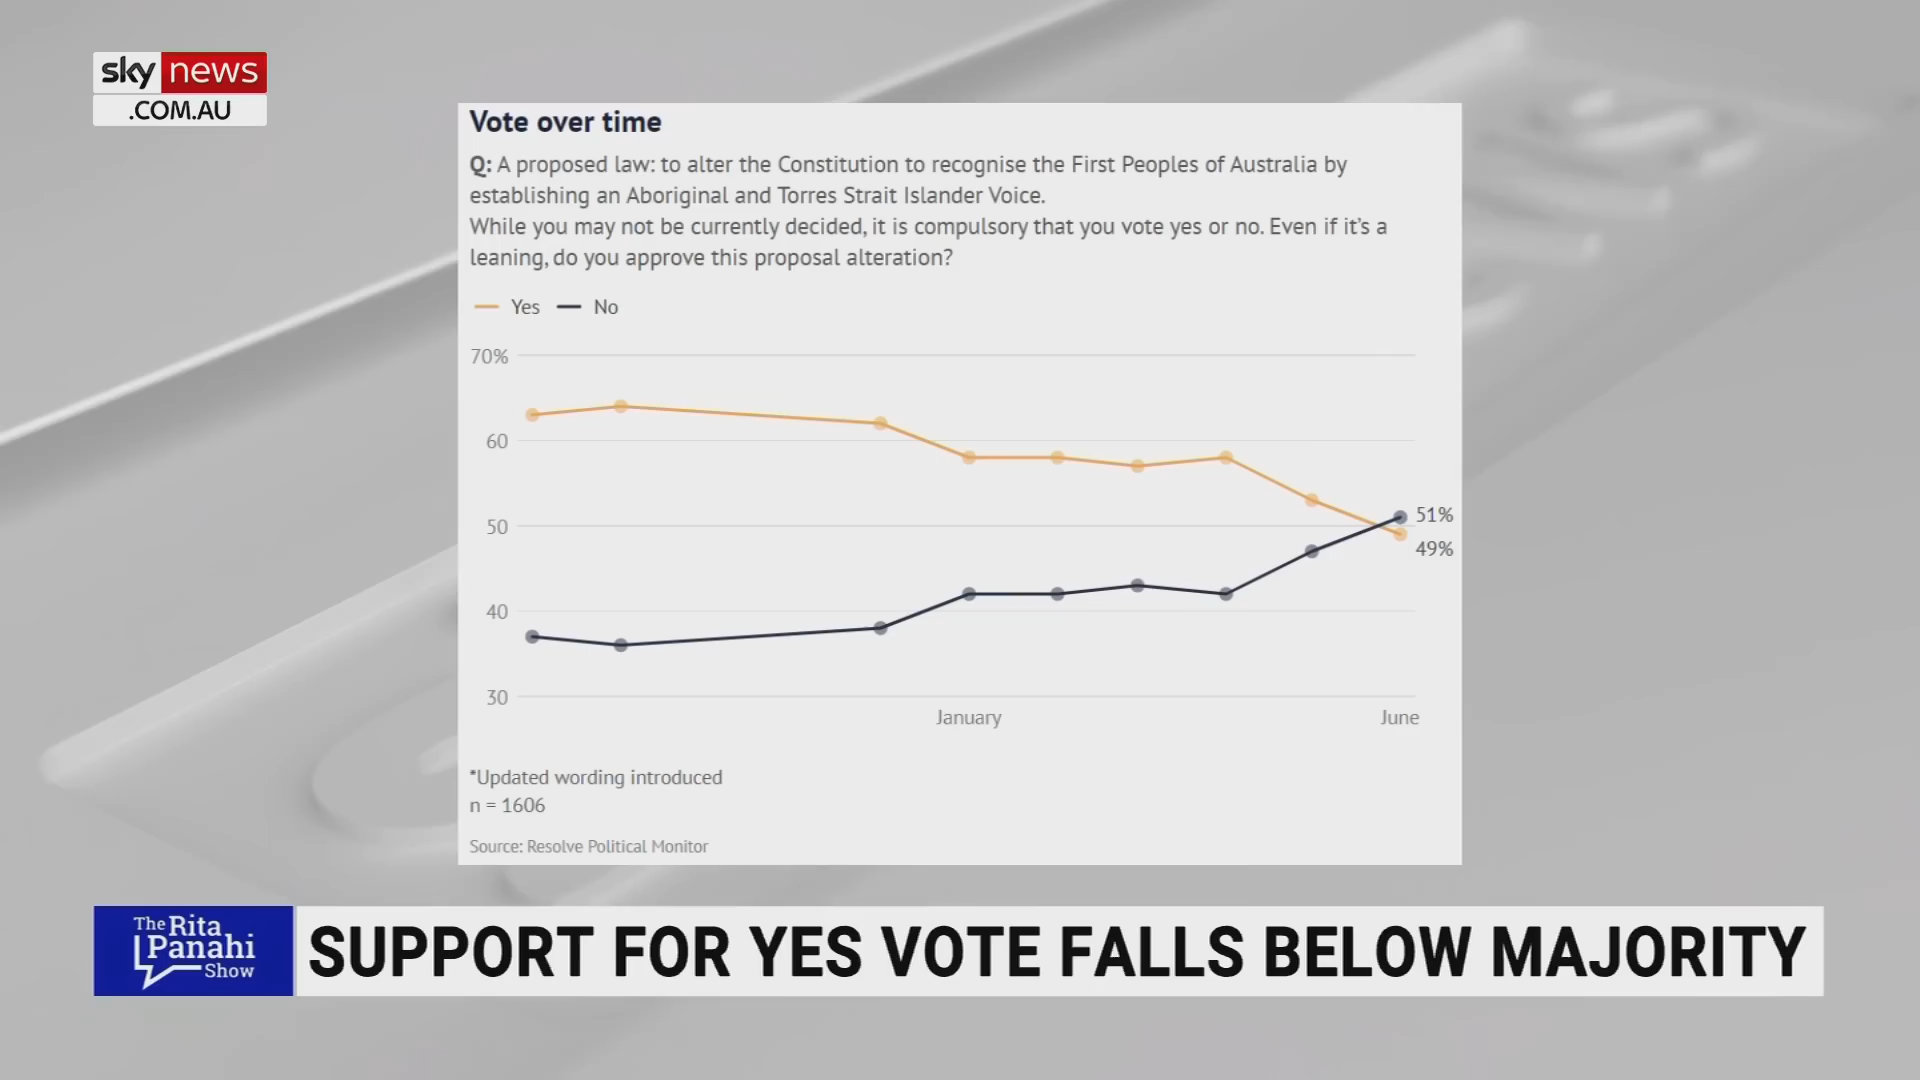 sky news
.COM.AU
Vote over time
Q: A proposed law: to alter the Constitution to recognise the First Peoples of Australia by
establishing an Aboriginal and Torres Strait Islander Voice.
While you may not be currently decided, it is compulsory that you vote yes or no. Even if it's a
leaning, do you approve this proposal alteration?
Yes No
70%
60
50
40
30
51%
49%
January June
*Updated wording introduced
n = 1606
Source: Resolve Political Monitor
The Rita
Panahi
Show
SUPPORT FOR YES VOTE FALLS BELOW MAJORITY